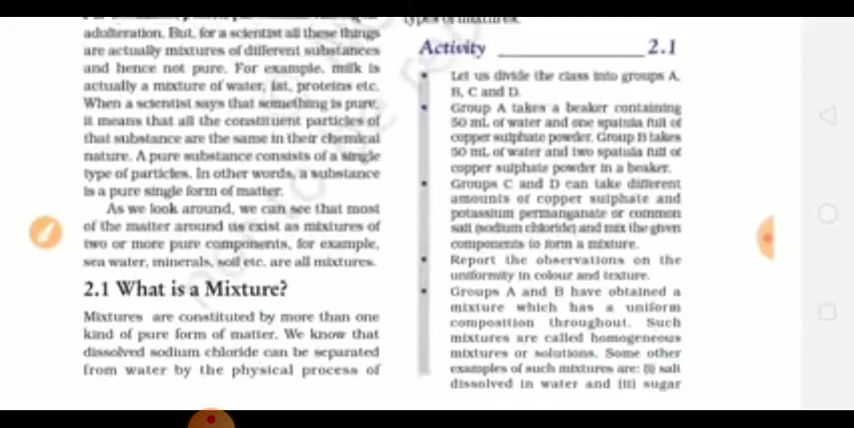 adulteration. But, for a scientist all these things
are actually mixtures of different substances
and hence not pure. For example, milk is
actually a mixture of water, fat, proteins etc.
When a scientist says that something is pure,
it means that all the constituent particles of
that substance are the same in their chemical
nature. A pure substance consists of a single
type of particles. In other words, a substance
is a pure single form of matter.
As we look around, we can see that most
of the matter around us exist as mixtures of
two or more pure components, for example,
sea water, minerals, soil etc. are all mixtures.
2.1 What is a Mixture?
Mixtures are constituted by more than one
kind of pure form of matter. We know that
dissolved sodium chloride can be separated
from water by the physical process of
types of mixtures.
Activity ______________ 2.1
• Let us divide the class into groups A,
B, C and D.
• Group A takes a beaker containing
50 mL of water and one spatula full of
copper sulphate powder. Group B takes
50 mL of water and two spatula full of
copper sulphate powder in a beaker.
• Groups C and D can take different
amounts of copper sulphate and
potassium permanganate or common
salt (sodium chloride) and mix the given
components to form a mixture.
• Report the observations on the
uniformity in colour and texture.
• Groups A and B have obtained a
mixture which has a uniform
composition throughout. Such
mixtures are called homogeneous
mixtures or solutions. Some other
examples of such mixtures are: (i) salt
dissolved in water and (ii) sugar